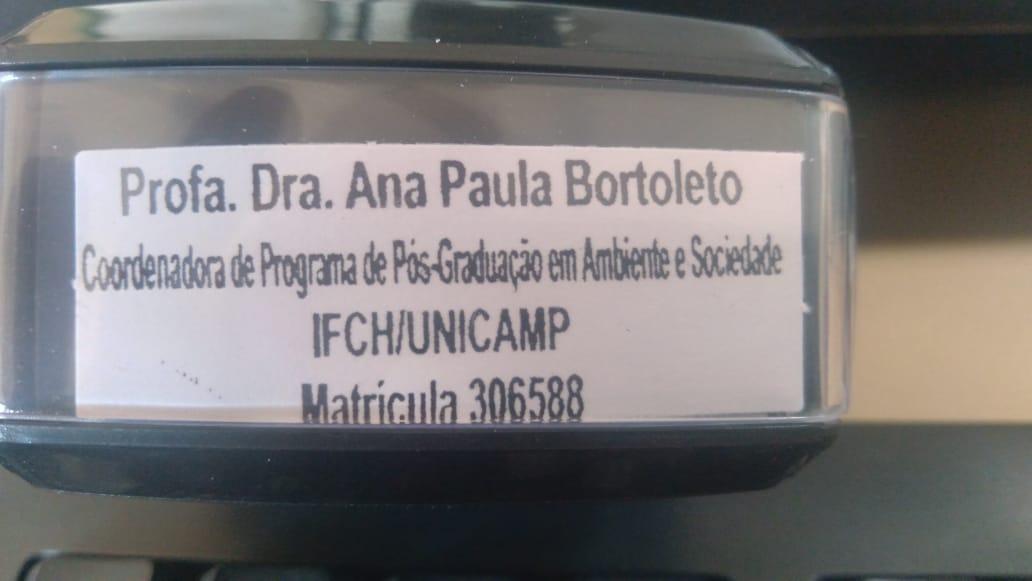 Profa. Dra. Ana Paula Bortoleto
Coordenadora de Programa de Pós-Graduação em Ambiente e Sociedade
IFCH/UNICAMP
Matrícula 306588